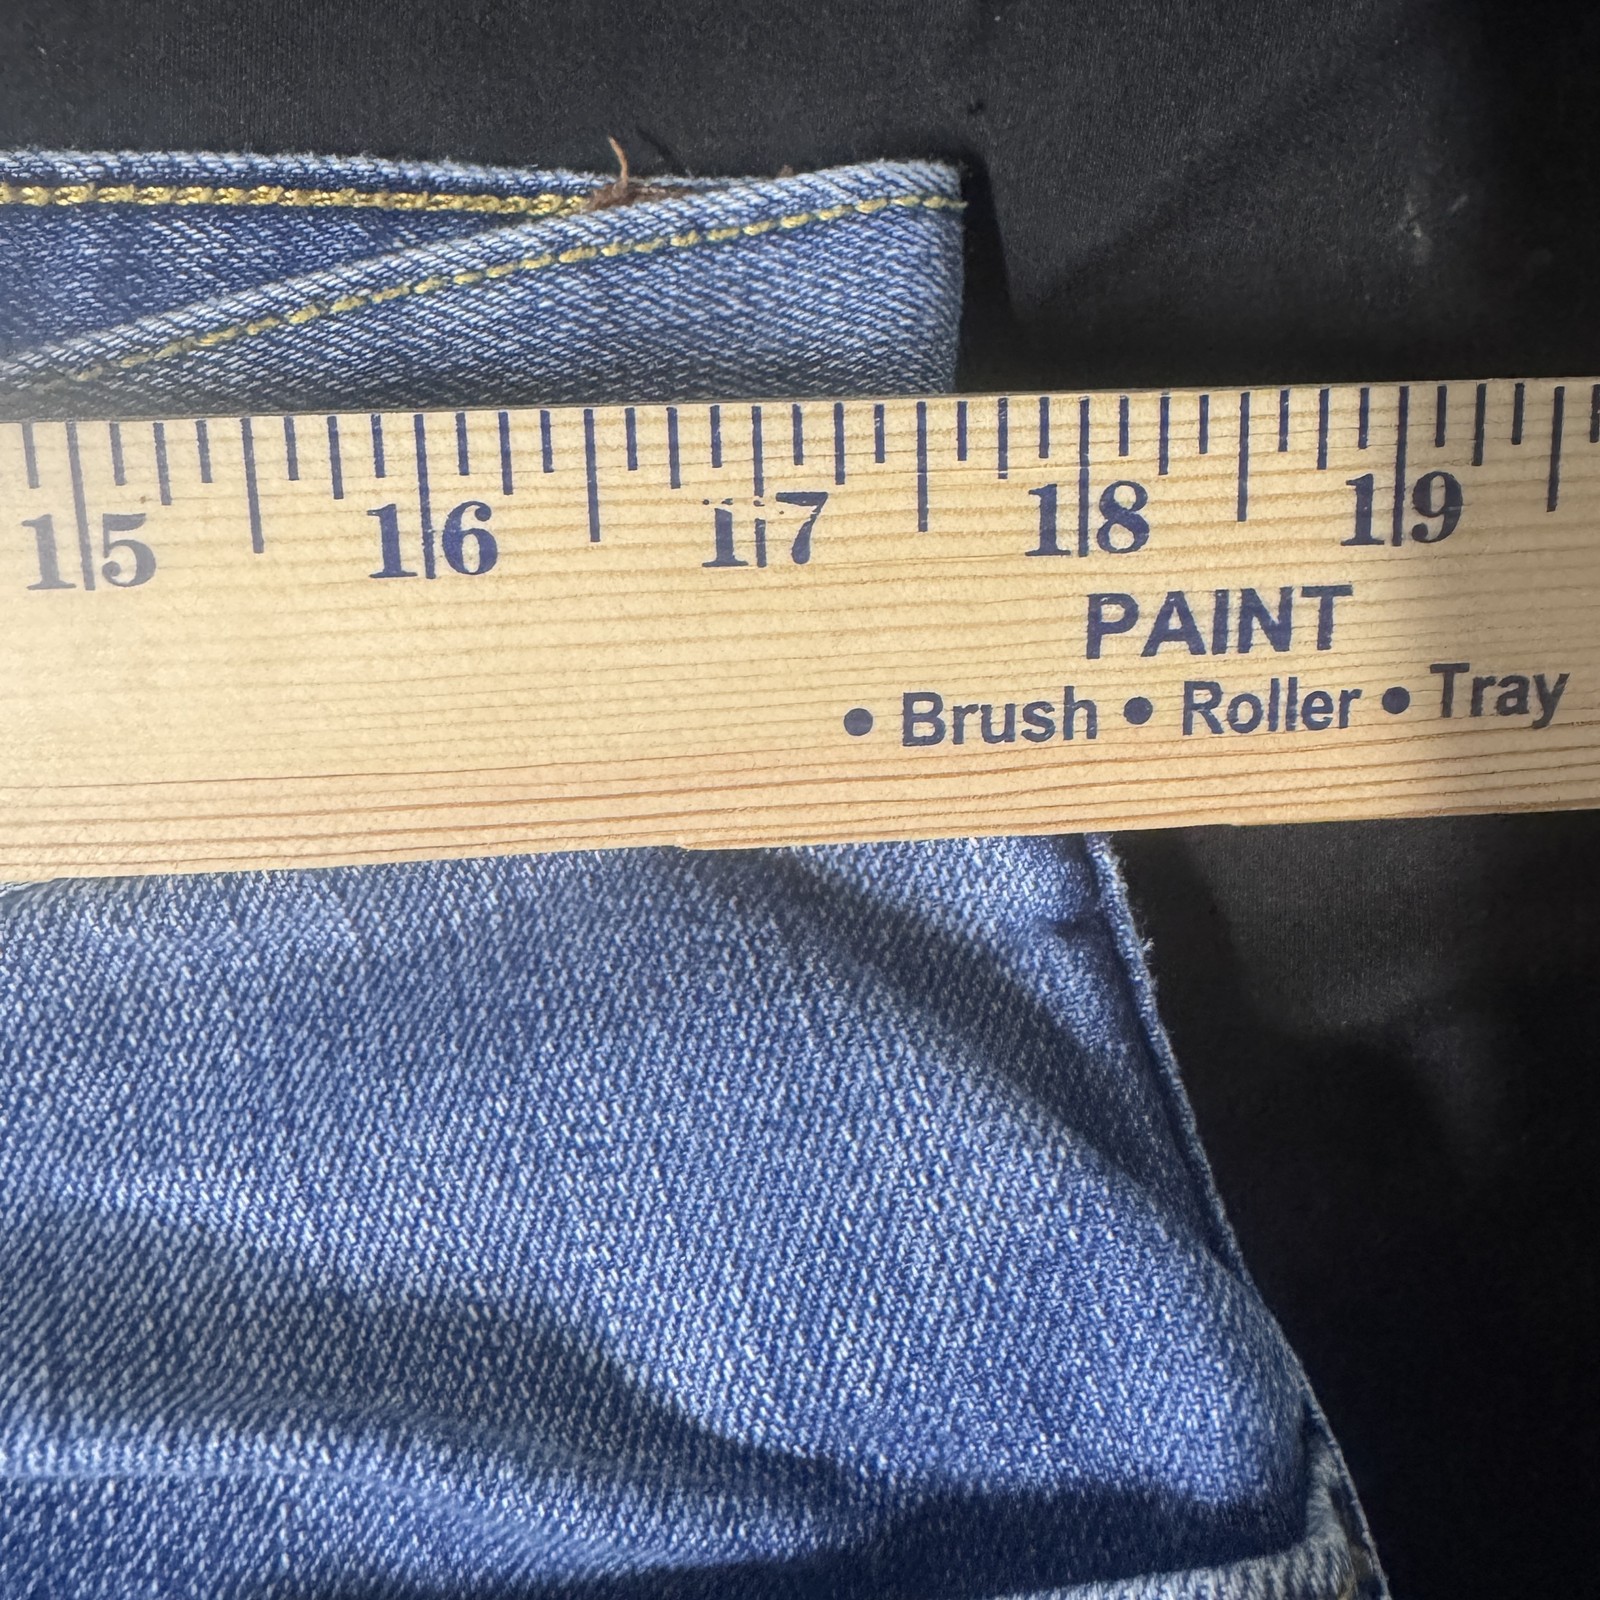 15 16 17 18 19
PAINT
• Brush • Roller • Tray